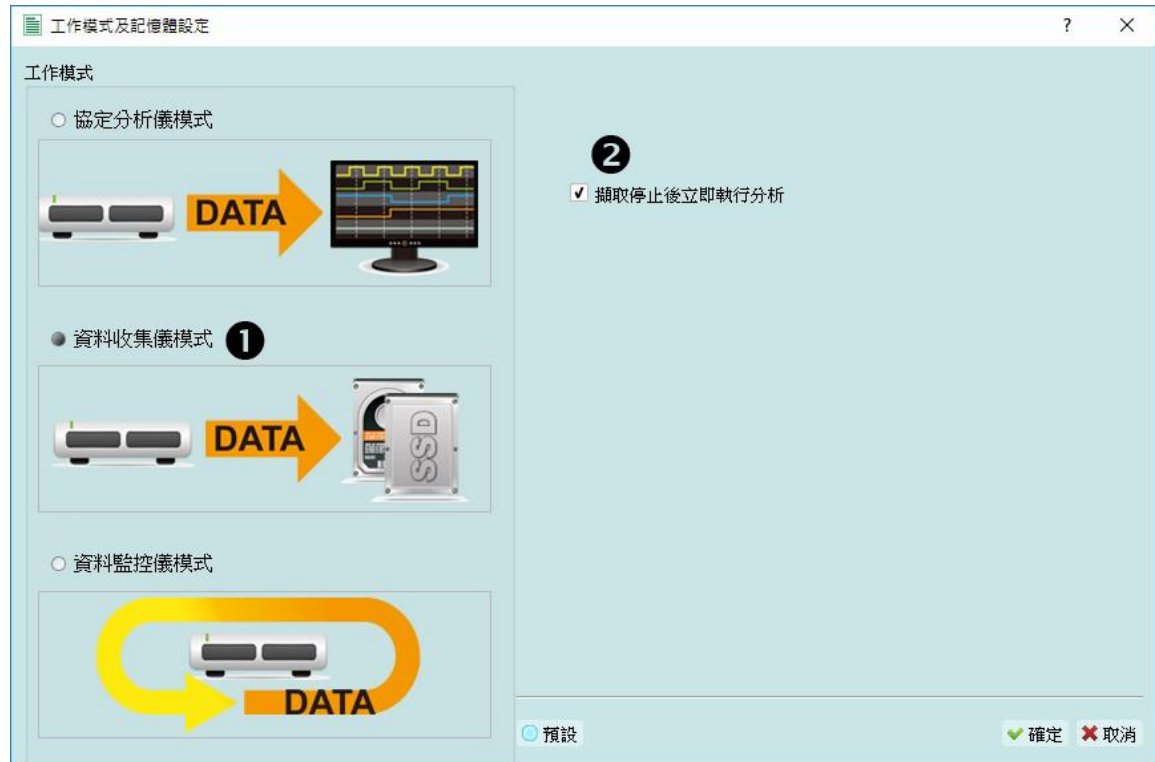 工作模式及記憶體設定
?
工作模式
協定分析儀模式
DATA
資料收集儀模式 ❶
DATA
SSD
資料監控儀模式
DATA
❷
擷取停止後立即執行分析
預設
確定
取消